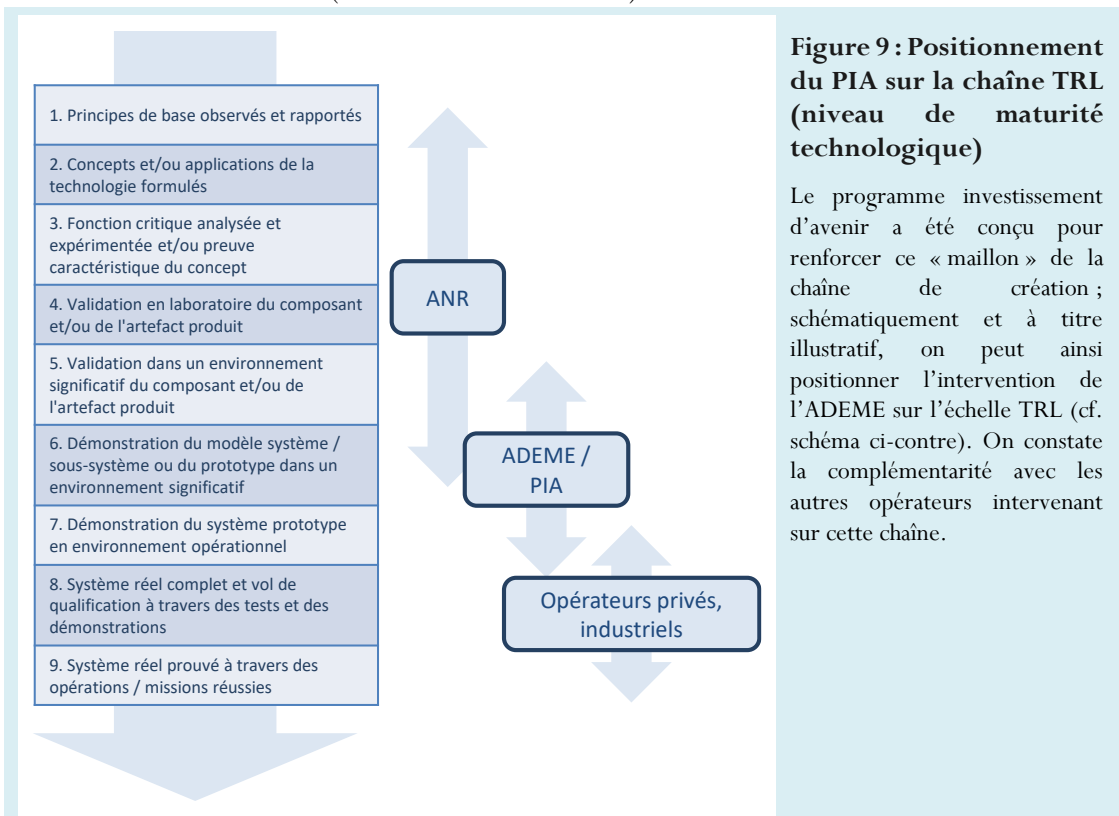 1. Principes de base observés et rapportés
2. Concepts et/ou applications de la
technologie formulés
3. Fonction critique analysée et
expérimentée et/ou preuve
caractéristique du concept
4. Validation en laboratoire du composant
et/ou de l'artefact produit
5. Validation dans un environnement
significatif du composant et/ou de
l'artefact produit
6. Démonstration du modèle système /
sous-système ou du prototype dans un
environnement significatif
7. Démonstration du système prototype
en environnement opérationnel
8. Système réel complet et vol de
qualification à travers des tests et des
démonstrations
9. Système réel prouvé à travers des
opérations / missions réussies
ANR
ADEME /
PIA
Opérateurs privés,
industriels
Figure 9 : Positionnement
du PIA sur la chaîne TRL
(niveau de maturité
technologique)
Le programme investissement
d’avenir a été conçu pour
renforcer ce « maillon » de la
chaîne de création ;
schématiquement et à titre
illustratif, on peut ainsi
positionner l’intervention de
l’ADEME sur l’échelle TRL (cf.
schéma ci-contre). On constate
la complémentarité avec les
autres opérateurs intervenant
sur cette chaîne.